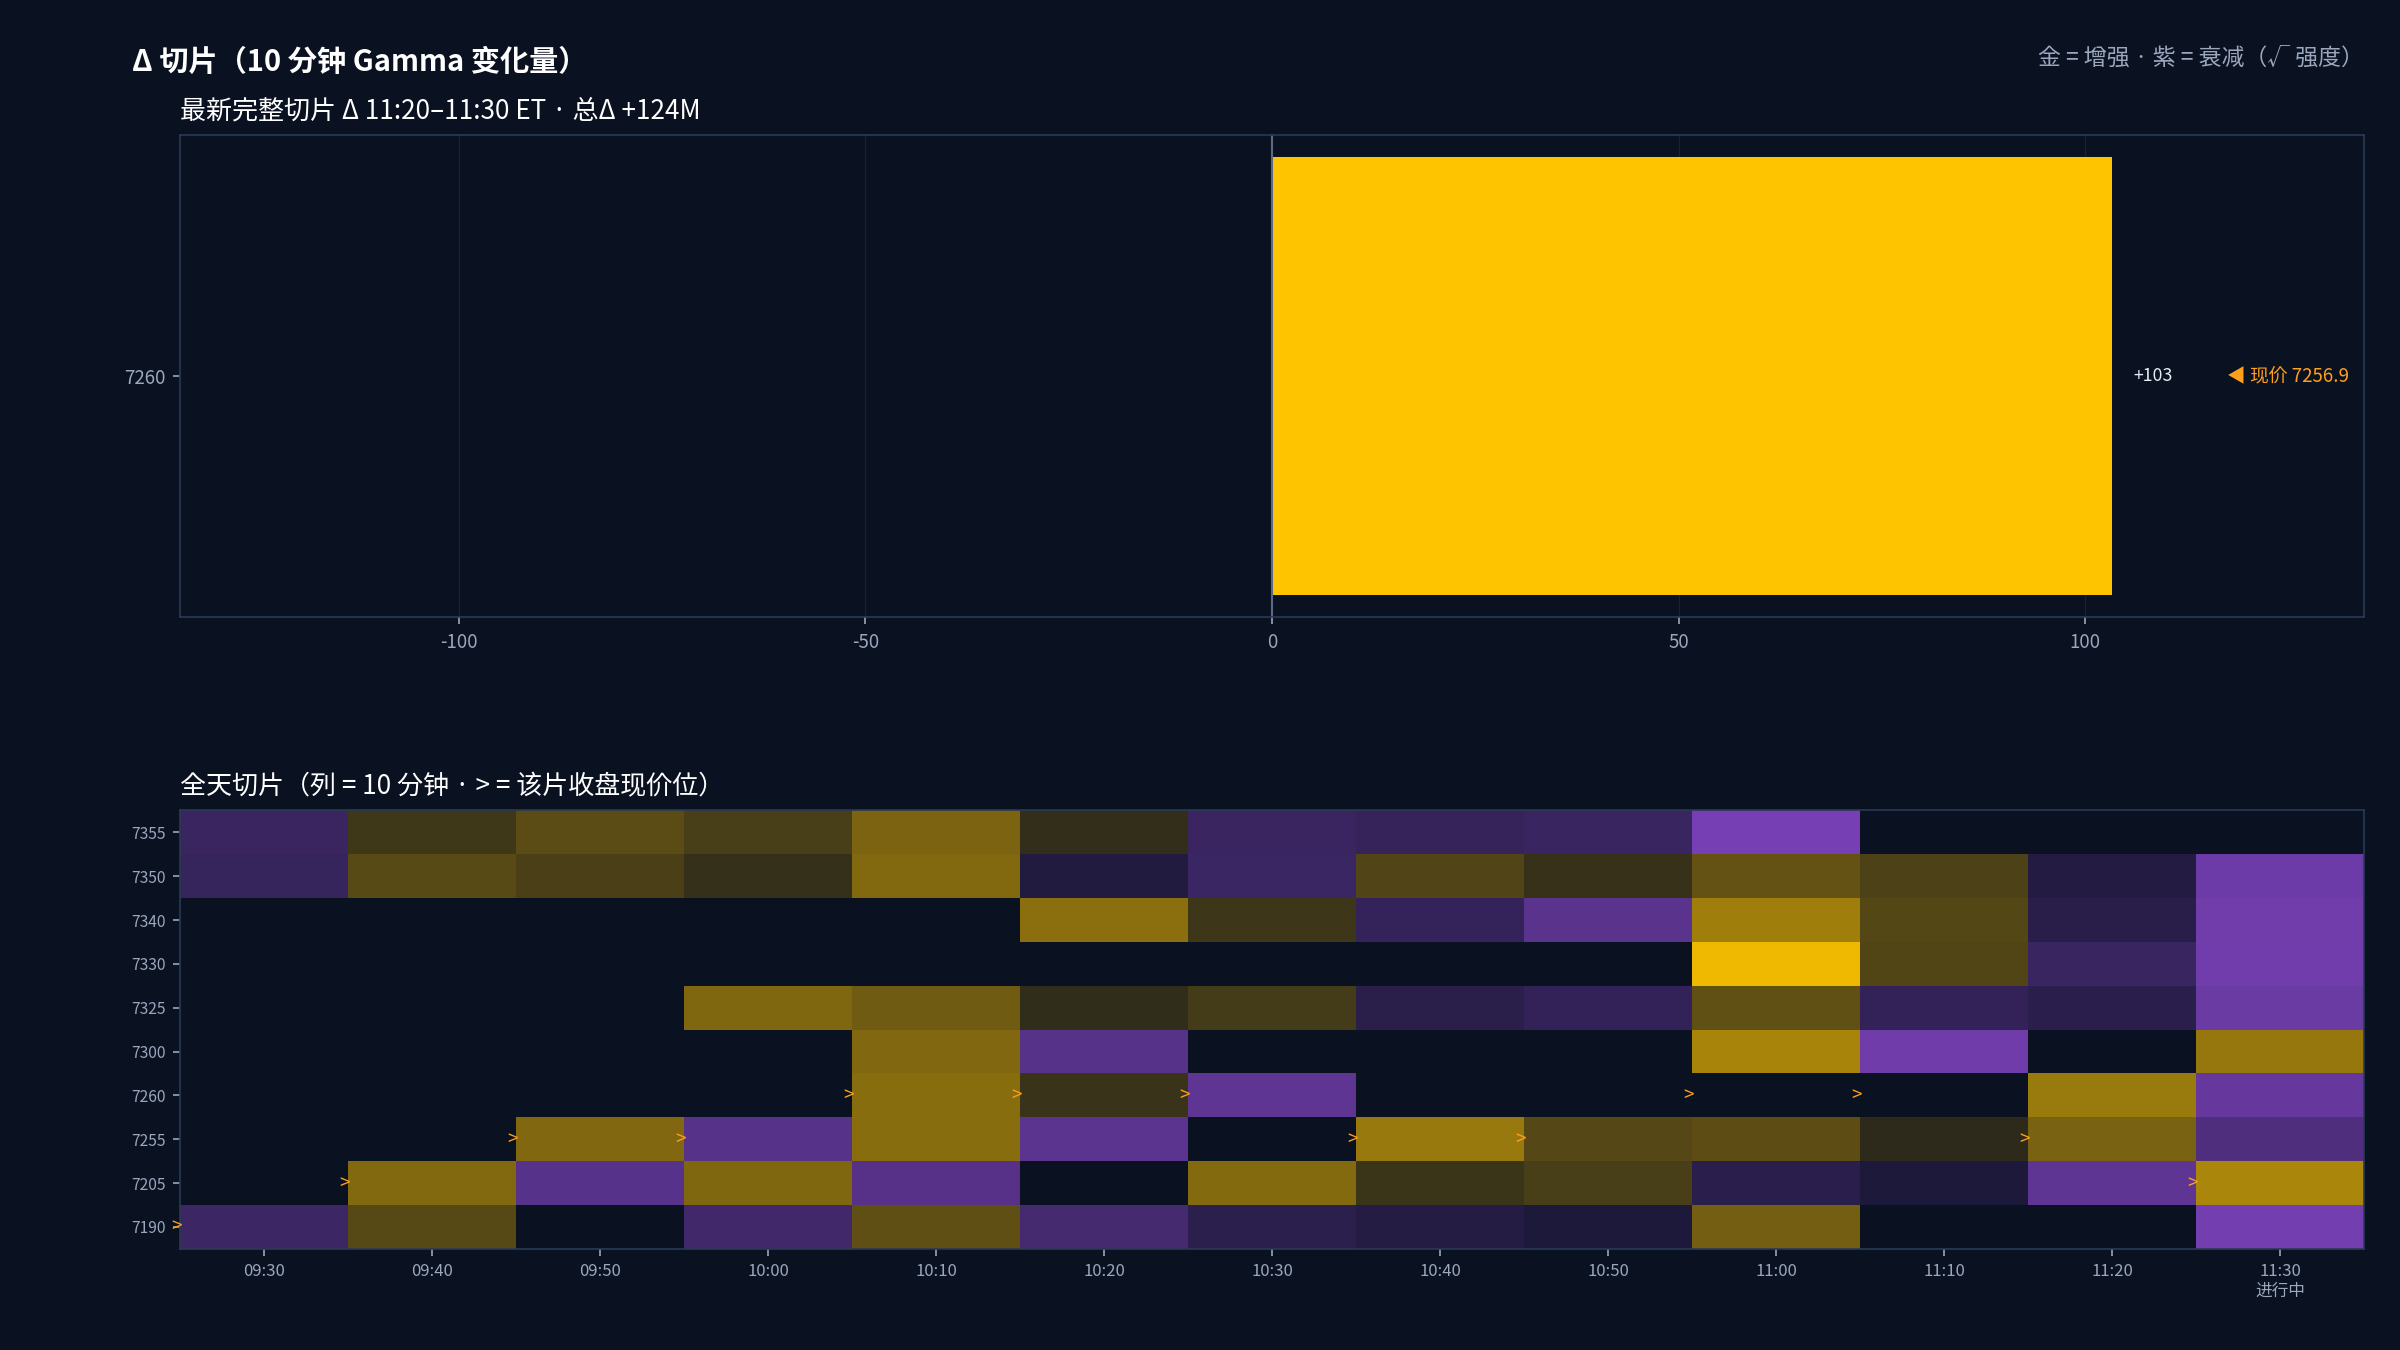 Δ 切片（10 分钟 Gamma 变化量）
金 = 增强 · 紫 = 衰减（√ 强度）
最新完整切片 Δ 11:20–11:30 ET · 总Δ +124M
7260
+103
◀ 现价 7256.9
-100 -50 0 50 100
全天切片（列 = 10 分钟 · > = 该片收盘现价位）
7355
7350
7340
7330
7325
7300
7260 > > > > >
7255 > > > > >
7205 > >
7190 >
09:30 09:40 09:50 10:00 10:10 10:20 10:30 10:40 10:50 11:00 11:10 11:20 11:30
进行中